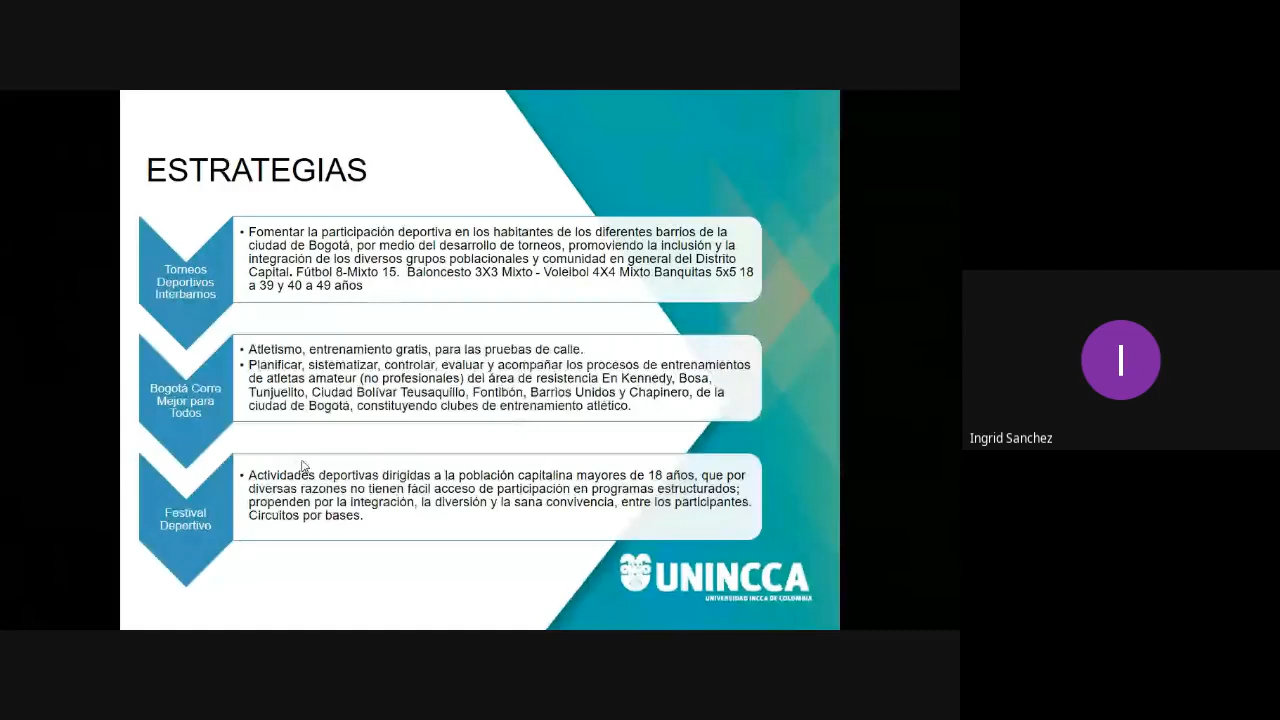 ESTRATEGIAS
Torneos
Deportivos
Interbarrios
• Fomentar la participación deportiva en los habitantes de los diferentes barrios de la
ciudad de Bogotá, por medio del desarrollo de torneos, promoviendo la inclusión y la
integración de los diversos grupos poblacionales y comunidad en general del Distrito
Capital. Fútbol 8-Mixto 15. Baloncesto 3X3 Mixto - Voleibol 4X4 Mixto Banquitas 5x5 18
a 39 y 40 a 49 años
Bogotá Corra
Mejor para
Todos
• Atletismo, entrenamiento gratis, para las pruebas de calle.
• Planificar, sistematizar, controlar, evaluar y acompañar los procesos de entrenamientos
de atletas amateur (no profesionales) del área de resistencia En Kennedy, Bosa,
Tunjuelito, Ciudad Bolívar Teusaquillo, Fontibón, Barrios Unidos y Chapinero, de la
ciudad de Bogotá, constituyendo clubes de entrenamiento atlético.
Festival
Deportivo
• Actividades deportivas dirigidas a la población capitalina mayores de 18 años, que por
diversas razones no tienen fácil acceso de participación en programas estructurados;
propenden por la integración, la diversión y la sana convivencia, entre los participantes.
Circuitos por bases.
UNINCCA
UNIVERSIDAD INCCA DE COLOMBIA
I
Ingrid Sanchez